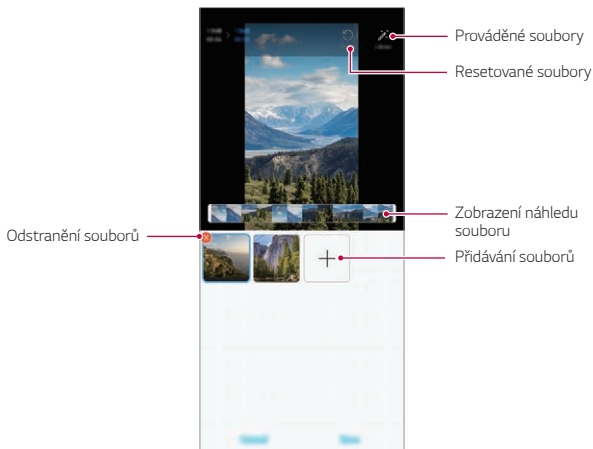 Prováděné soubory
Resetované soubory
Zobrazení náhledu
souboru
Odstranění souborů
Přidávání souborů